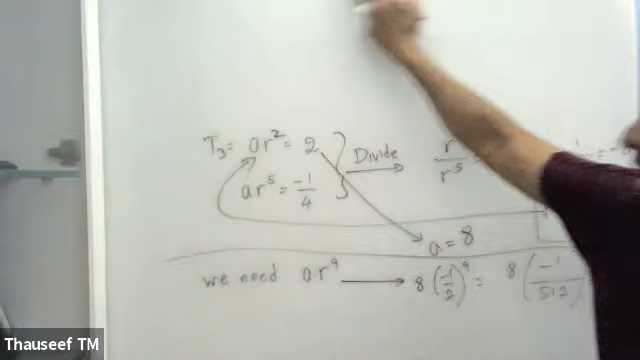 T₃ = ar² = 2
ar⁵ = -1/4
Divide
r/r⁵ =
a = 8
we need ar⁹ → 8(-1/2)⁹ = 8(-1/512)
Thauseef TM